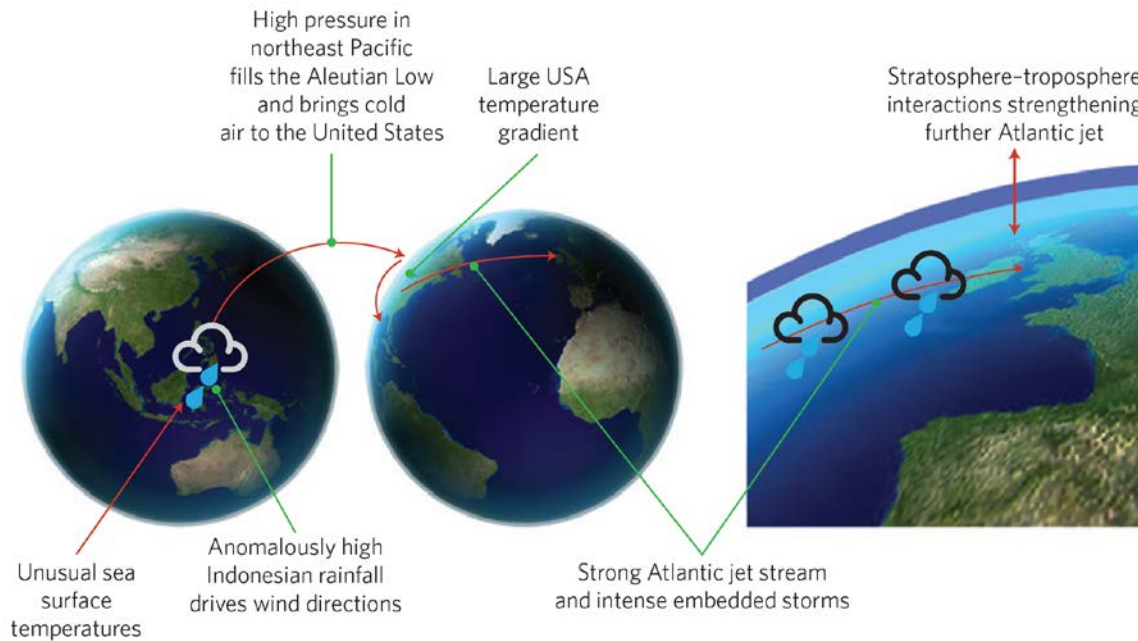 High pressure in
northeast Pacific
fills the Aleutian Low
and brings cold
air to the United States
Large USA
temperature
gradient
Stratosphere–troposphere
interactions strengthening
further Atlantic jet
Unusual sea
surface
temperatures
Anomalously high
Indonesian rainfall
drives wind directions
Strong Atlantic jet stream
and intense embedded storms